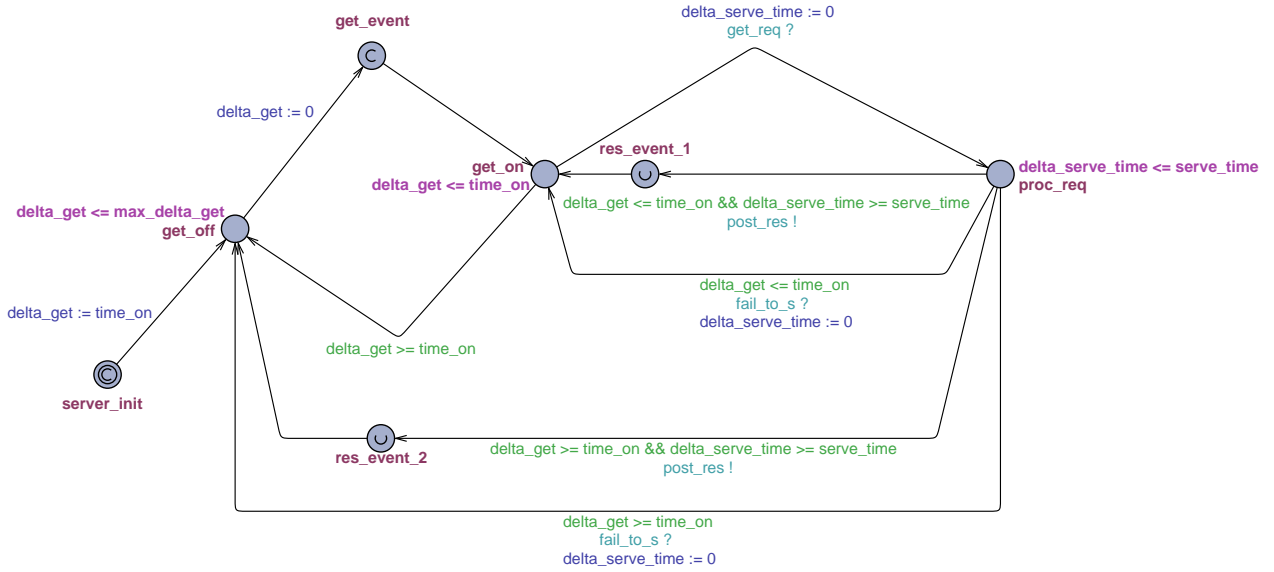 delta_serve_time := 0
get_req ?
get_event
C
delta_get := 0
res_event_1
get_on
delta_get <= time_on
delta_serve_time <= serve_time
proc_req
delta_get <= time_on && delta_serve_time >= serve_time
post_res !
delta_get <= max_delta_get
get_off
delta_get <= time_on
fail_to_s ?
delta_serve_time := 0
delta_get := time_on
delta_get >= time_on
C
server_init
res_event_2
delta_get >= time_on && delta_serve_time >= serve_time
post_res !
delta_get >= time_on
fail_to_s ?
delta_serve_time := 0